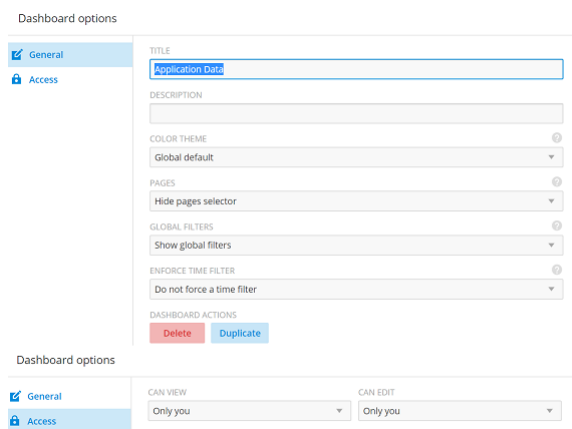 Dashboard options
General
Access
TITLE
Application Data
DESCRIPTION
COLOR THEME
Global default
PAGES
Hide pages selector
GLOBAL FILTERS
Show global filters
ENFORCE TIME FILTER
Do not force a time filter
DASHBOARD ACTIONS
Delete Duplicate
Dashboard options
General
Access
CAN VIEW CAN EDIT
Only you Only you